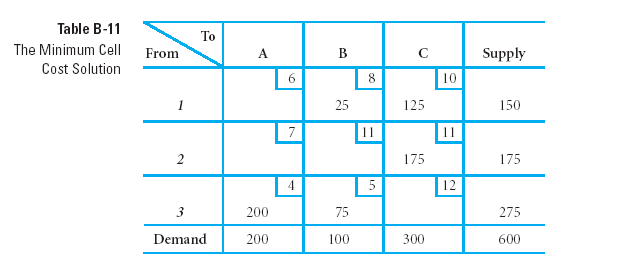 Table B-11
The Minimum Cell
Cost Solution
To
From A B C Supply
6 8 10
1 25 125 150
7 11 11
2 175 175
4 5 12
3 200 75 275
Demand 200 100 300 600